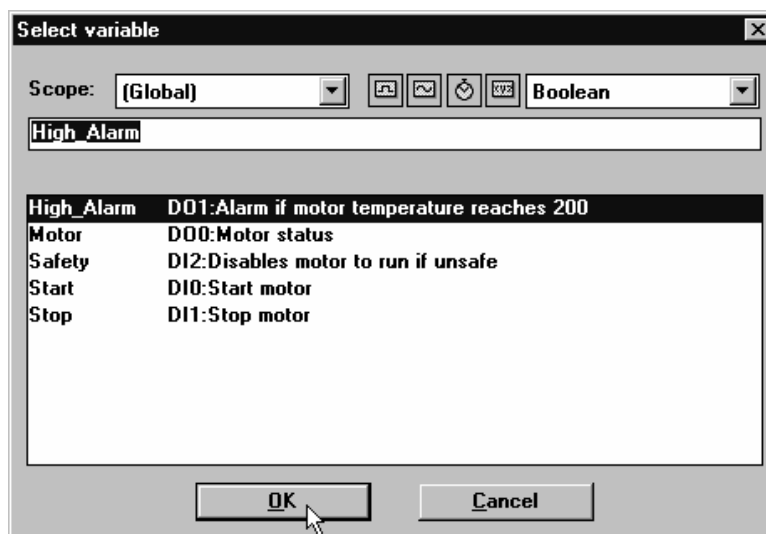 Select variable
Scope: (Global) xyz Boolean
High_Alarm
High_Alarm DO1:Alarm if motor temperature reaches 200
Motor DO0:Motor status
Safety DI2:Disables motor to run if unsafe
Start DI0:Start motor
Stop DI1:Stop motor
OK Cancel